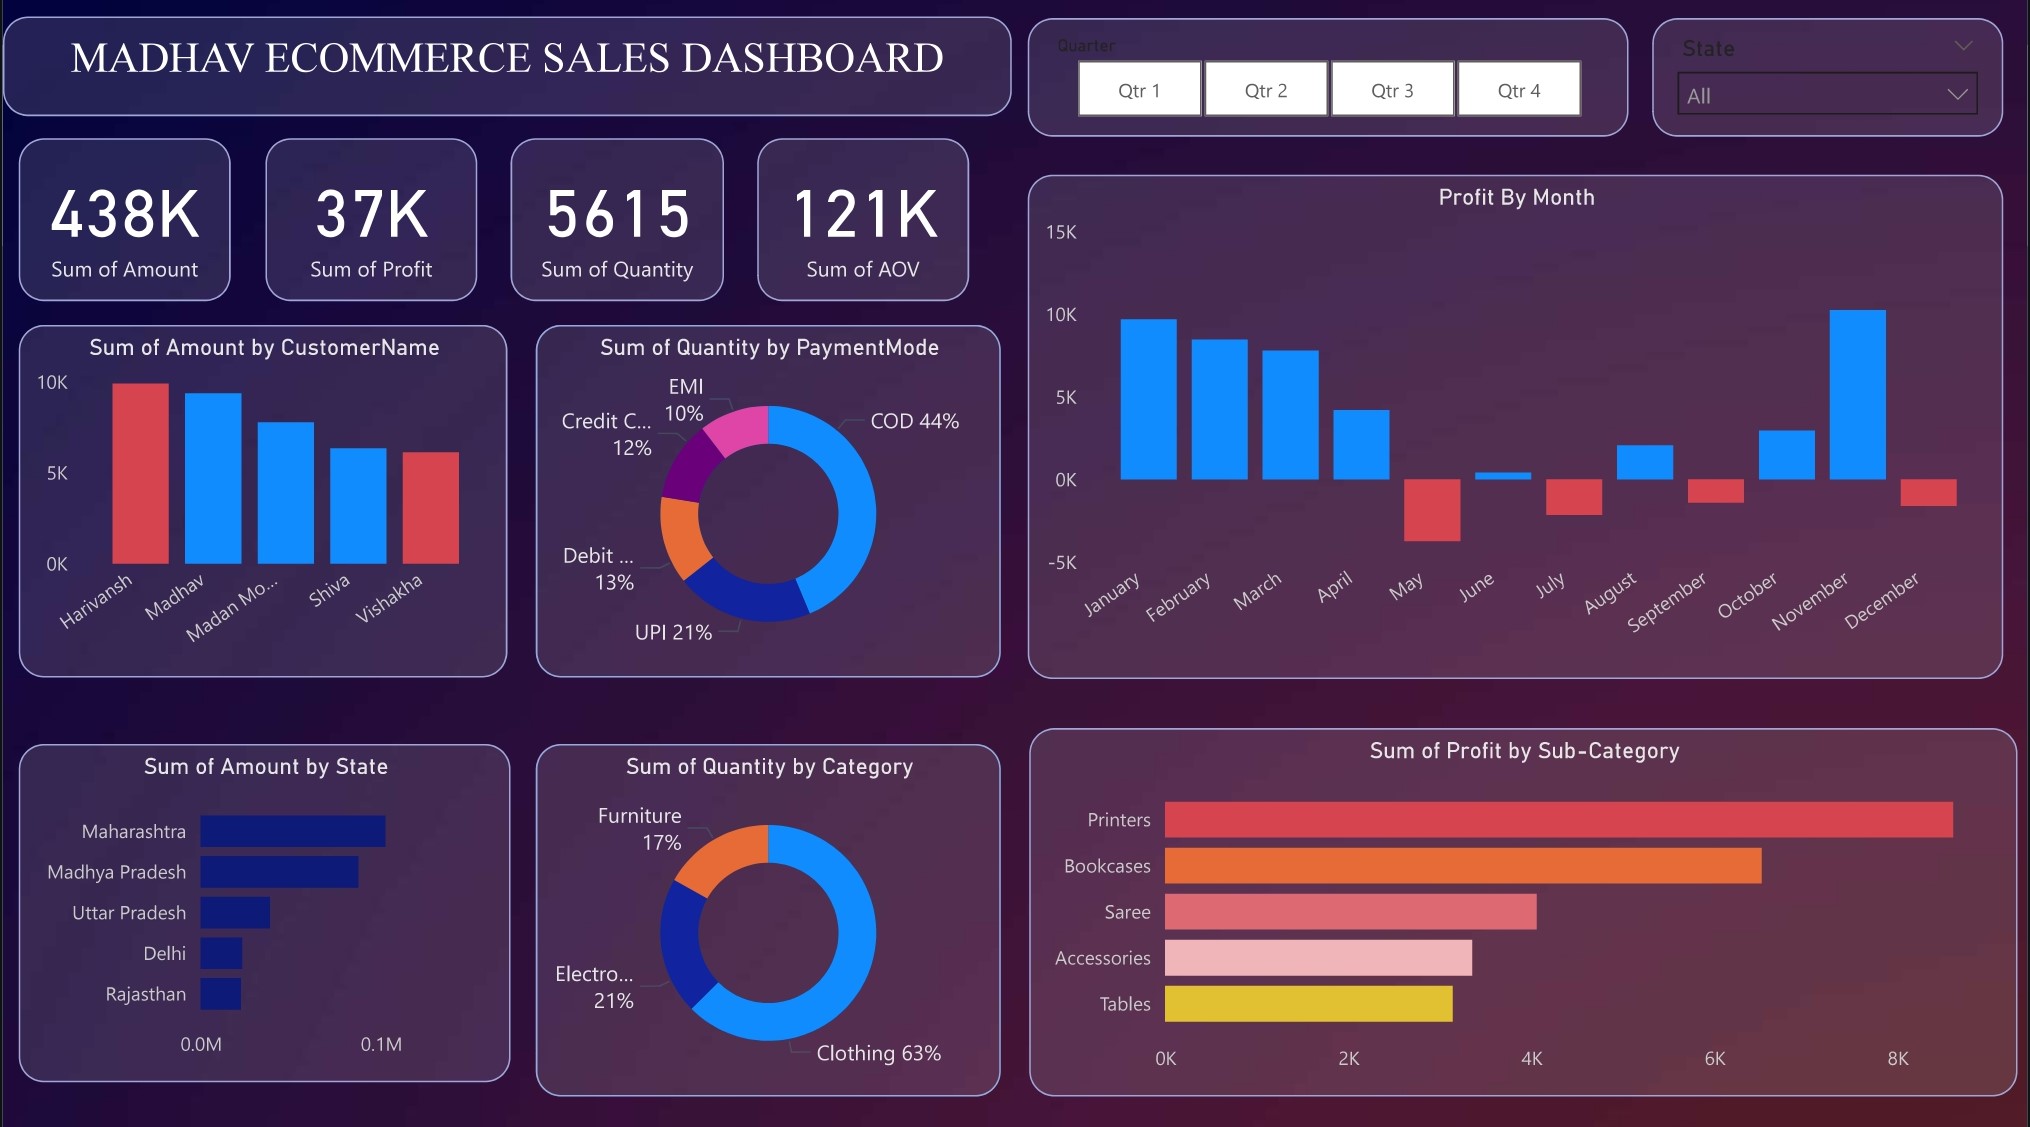 MADHAV ECOMMERCE SALES DASHBOARD
Quarter
Qtr 1
Qtr 2
Qtr 3
Qtr 4
State
All
438K
Sum of Amount
37K
Sum of Profit
5615
Sum of Quantity
121K
Sum of AOV
Profit By Month
15K
10K
5K
0K
-5K
January
February
March
April
May
June
July
August
September
October
November
December
Sum of Amount by CustomerName
10K
5K
0K
Harivansh
Madhav
Madan Mo...
Shiva
Vishakha
Sum of Quantity by PaymentMode
EMI
10%
Credit C...
12%
COD 44%
Debit ...
13%
UPI 21%
Sum of Amount by State
Maharashtra
Madhya Pradesh
Uttar Pradesh
Delhi
Rajasthan
0.0M
0.1M
Sum of Quantity by Category
Furniture
17%
Electro...
21%
Clothing 63%
Sum of Profit by Sub-Category
Printers
Bookcases
Saree
Accessories
Tables
0K
2K
4K
6K
8K